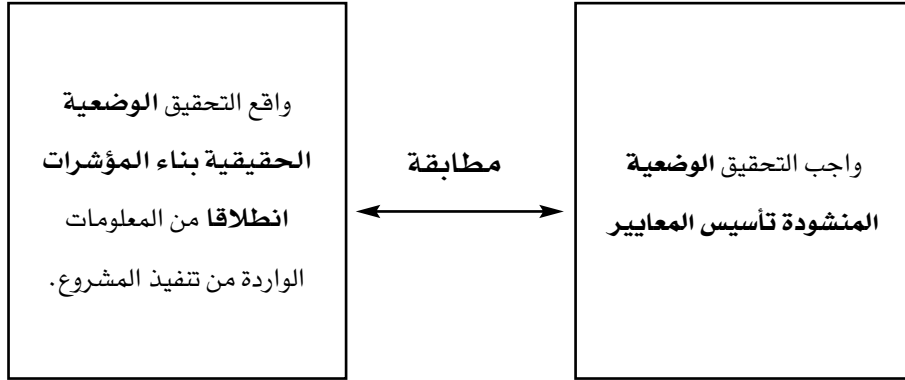 واجب التحقيق الوضعية
المنشودة تأسيس المعايير
مطابقة
واقع التحقيق الوضعية
الحقيقية بناء المؤشرات
انطلاقا من المعلومات
الواردة من تنفيذ المشروع.